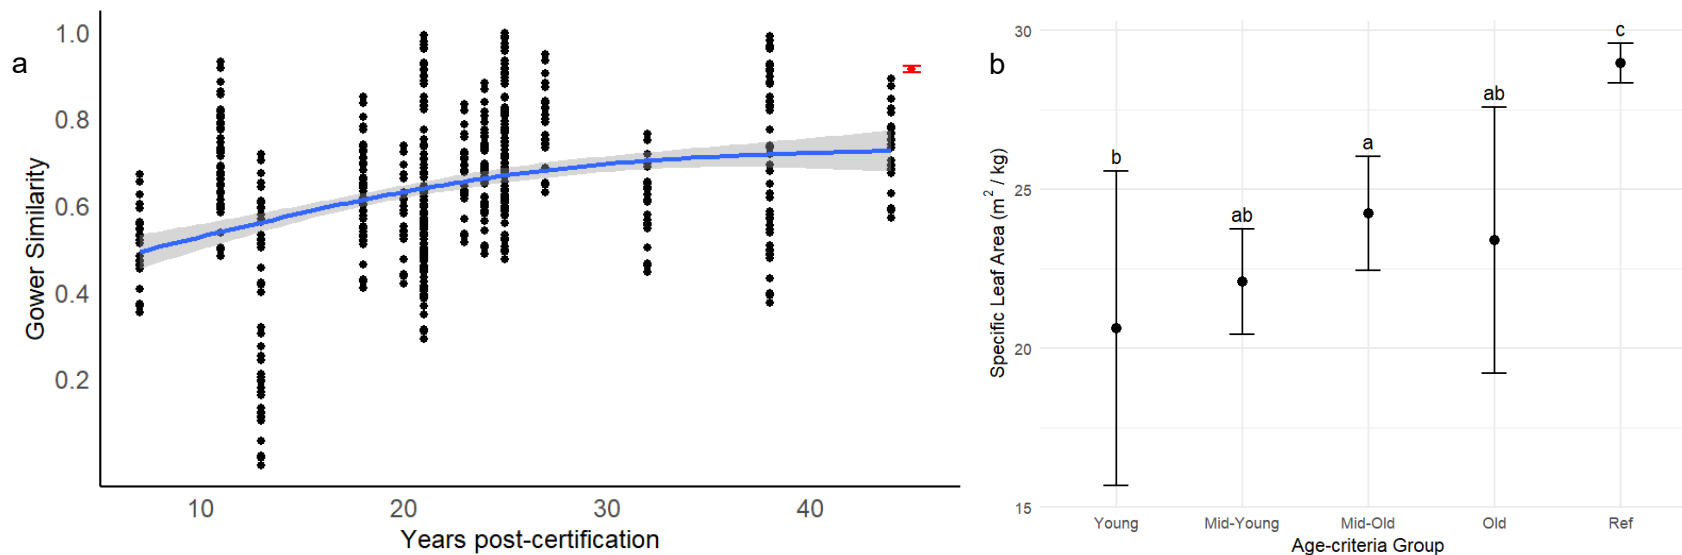 a
1.0
0.8
0.6
0.4
0.2
Gower Similarity
10 20 30 40
Years post-certification
b
30
25
20
15
Specific Leaf Area (m² / kg)
b
ab
a
ab
c
Young Mid-Young Mid-Old Old Ref
Age-criteria Group